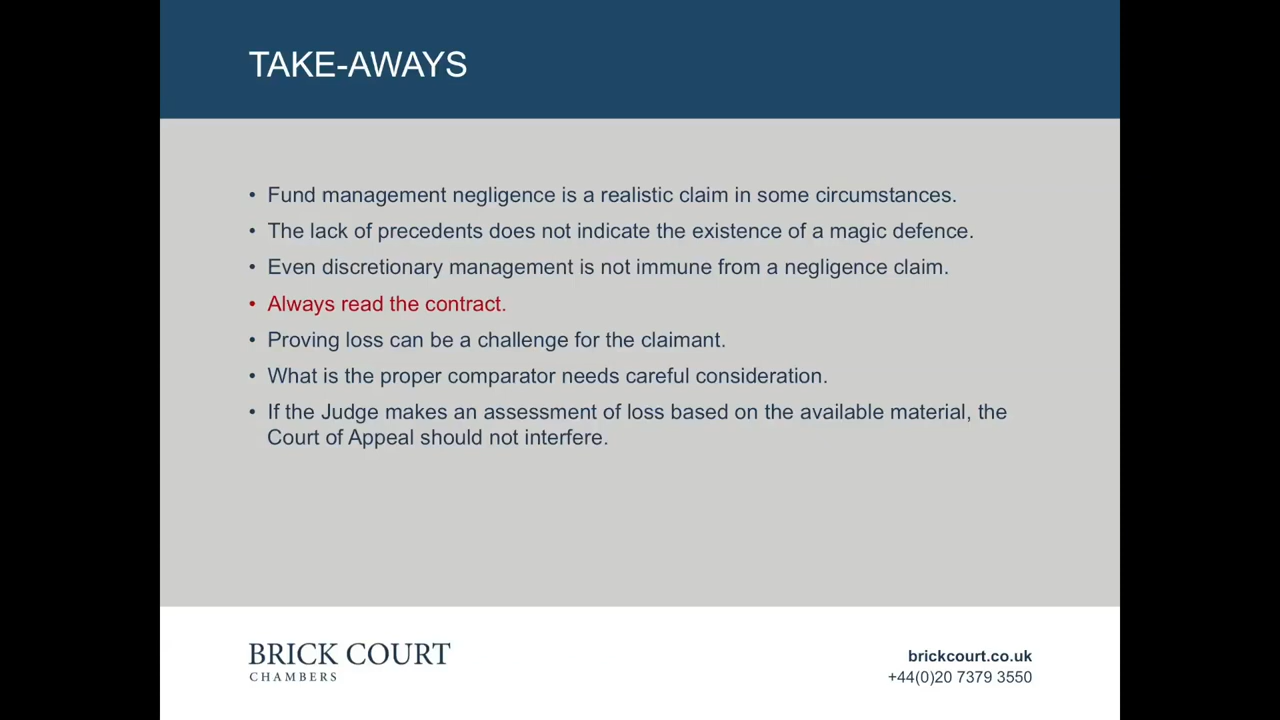 TAKE-AWAYS
• Fund management negligence is a realistic claim in some circumstances.
• The lack of precedents does not indicate the existence of a magic defence.
• Even discretionary management is not immune from a negligence claim.
• Always read the contract.
• Proving loss can be a challenge for the claimant.
• What is the proper comparator needs careful consideration.
• If the Judge makes an assessment of loss based on the available material, the
Court of Appeal should not interfere.
BRICK COURT
CHAMBERS
brickcourt.co.uk
+44(0)20 7379 3550